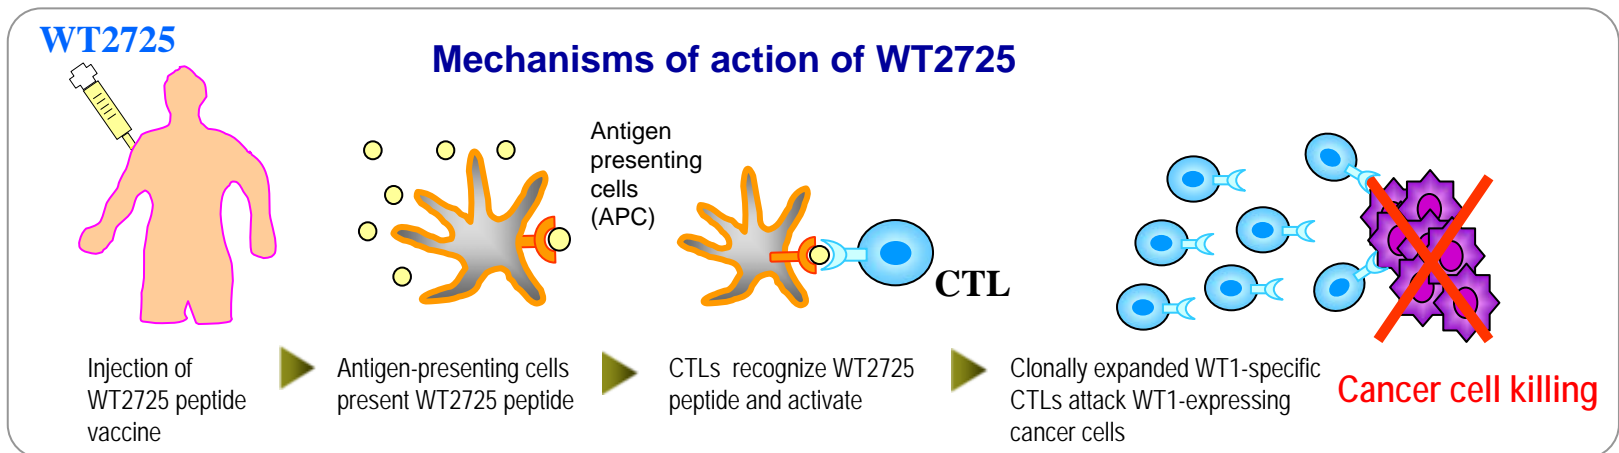 WT2725
Mechanisms of action of WT2725
Antigen
presenting
cells
(APC)
CTL
Injection of
WT2725 peptide
vaccine
Antigen-presenting cells
present WT2725 peptide
CTLs recognize WT2725
peptide and activate
Clonally expanded WT1-specific
CTLs attack WT1-expressing
cancer cells
Cancer cell killing